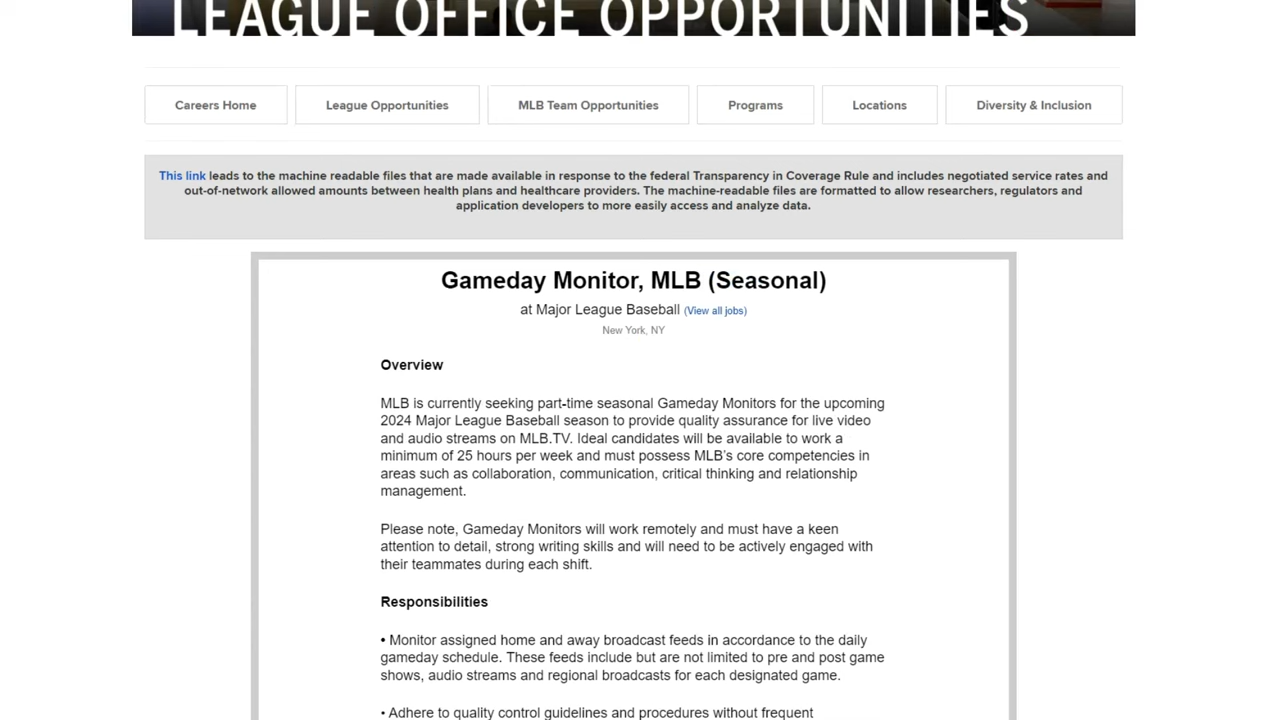 LEAGUE OFFICE OPPORTUNITIES
Careers Home
League Opportunities
MLB Team Opportunities
Programs
Locations
Diversity & Inclusion
This link leads to the machine readable files that are made available in response to the federal Transparency in Coverage Rule and includes negotiated service rates and
out-of-network allowed amounts between health plans and healthcare providers. The machine-readable files are formatted to allow researchers, regulators and
application developers to more easily access and analyze data.
Gameday Monitor, MLB (Seasonal)
at Major League Baseball (View all jobs)
New York, NY
Overview
MLB is currently seeking part-time seasonal Gameday Monitors for the upcoming
2024 Major League Baseball season to provide quality assurance for live video
and audio streams on MLB.TV. Ideal candidates will be available to work a
minimum of 25 hours per week and must possess MLB's core competencies in
areas such as collaboration, communication, critical thinking and relationship
management.
Please note, Gameday Monitors will work remotely and must have a keen
attention to detail, strong writing skills and will need to be actively engaged with
their teammates during each shift.
Responsibilities
• Monitor assigned home and away broadcast feeds in accordance to the daily
gameday schedule. These feeds include but are not limited to pre and post game
shows, audio streams and regional broadcasts for each designated game.
• Adhere to quality control guidelines and procedures without frequent